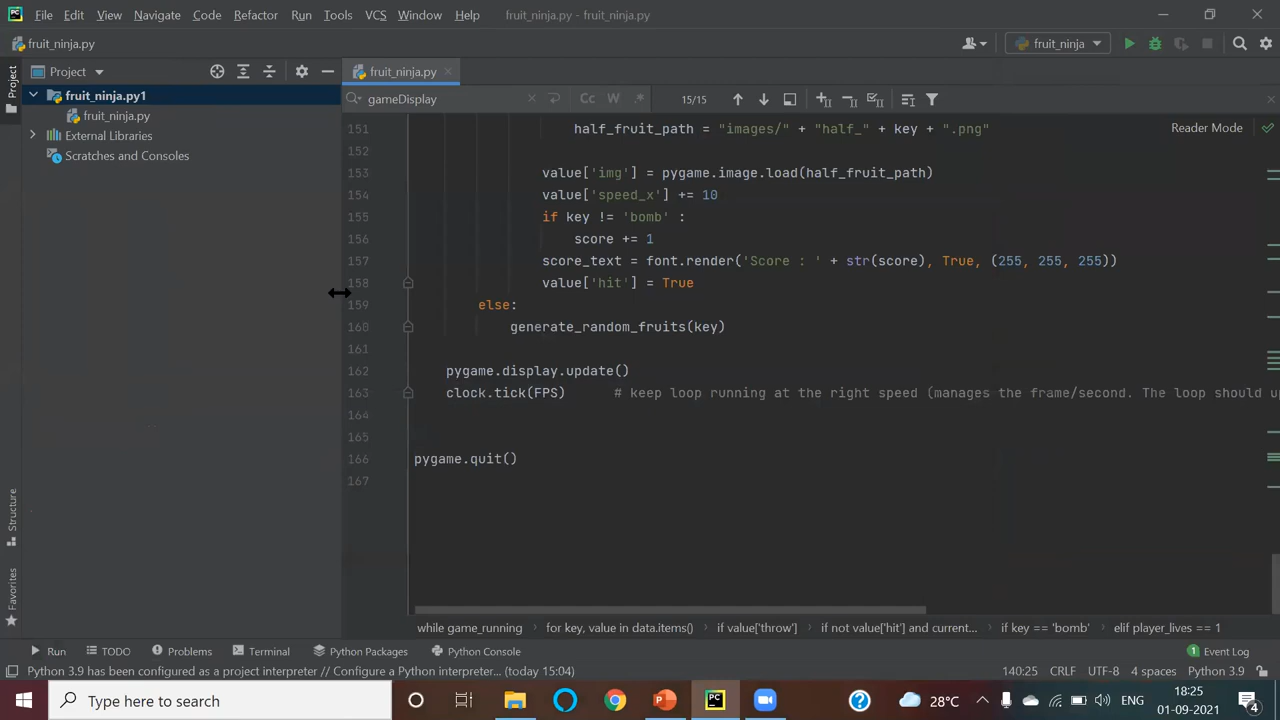 File Edit View Navigate Code Refactor Run Tools VCS Window Help fruit_ninja.py - fruit_ninja.py
fruit_ninja.py fruit_ninja
Project
Project fruit_ninja.py
gameDisplay Cc W .* 15/15
fruit_ninja.py1
fruit_ninja.py
External Libraries
Scratches and Consoles
Reader Mode
151 half_fruit_path = "images/" + "half_" + key + ".png"
152
153 value['img'] = pygame.image.load(half_fruit_path)
154 value['speed_x'] += 10
155 if key != 'bomb' :
156 score += 1
157 score_text = font.render('Score : ' + str(score), True, (255, 255, 255))
158 value['hit'] = True
159 else:
160 generate_random_fruits(key)
161
162 pygame.display.update()
163 clock.tick(FPS) # keep loop running at the right speed (manages the frame/second. The loop should up
164
165
166 pygame.quit()
167
Structure
Favorites
while game_running for key, value in data.items() if value['throw'] if not value['hit'] and current... if key == 'bomb' elif player_lives == 1
Run TODO Problems Terminal Python Packages Python Console 1 Event Log
Python 3.9 has been configured as a project interpreter // Configure a Python interpreter... (today 15:04) 140:25 CRLF UTF-8 4 spaces Python 3.9
PC
Type here to search 28°C ENG 18:25
01-09-2021 4